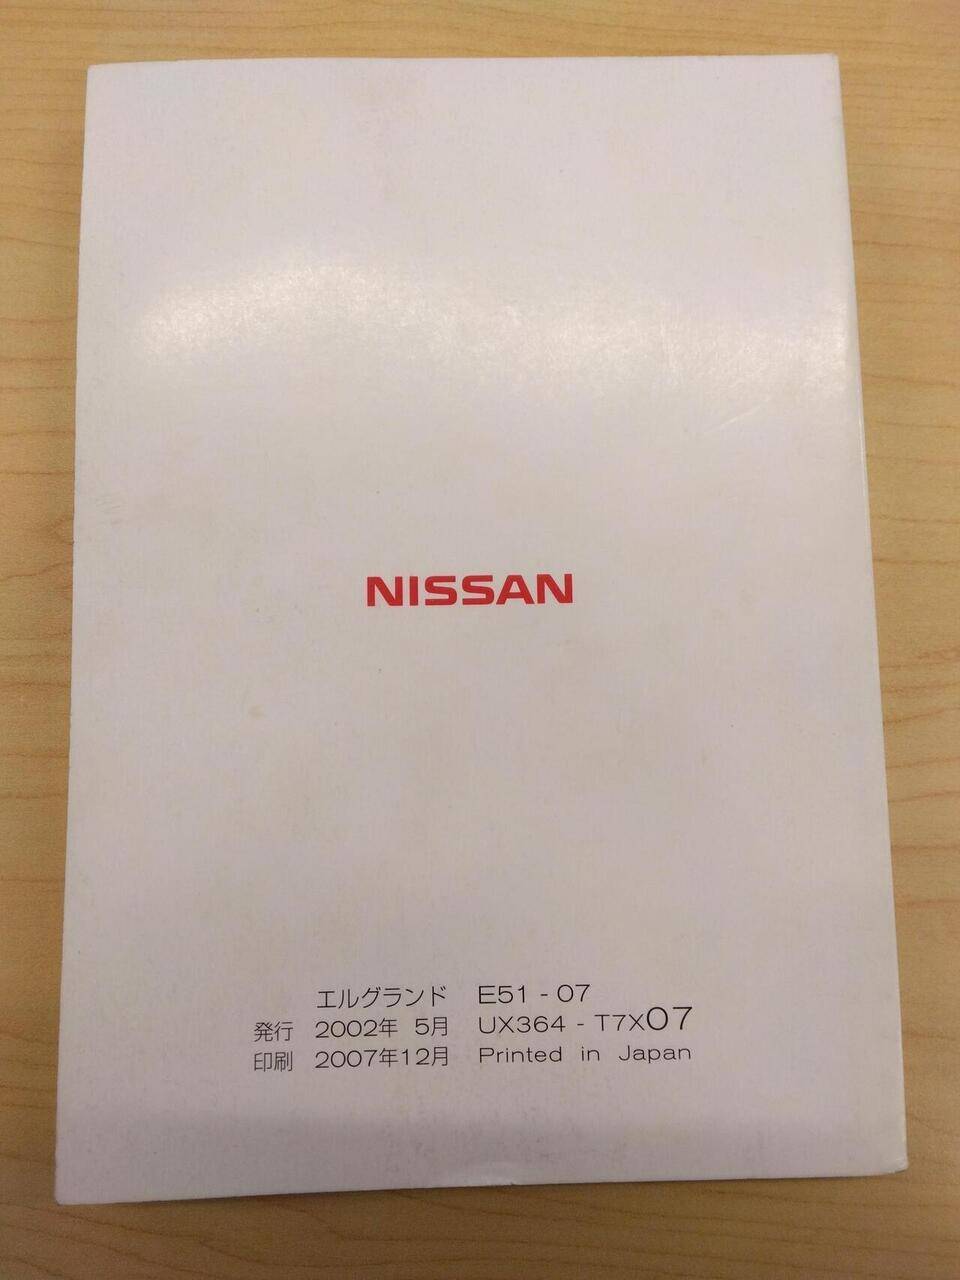 NISSAN
エルグランド E51 - 07
発行 2002年 5月 UX364 - T7X07
印刷 2007年12月 Printed in Japan